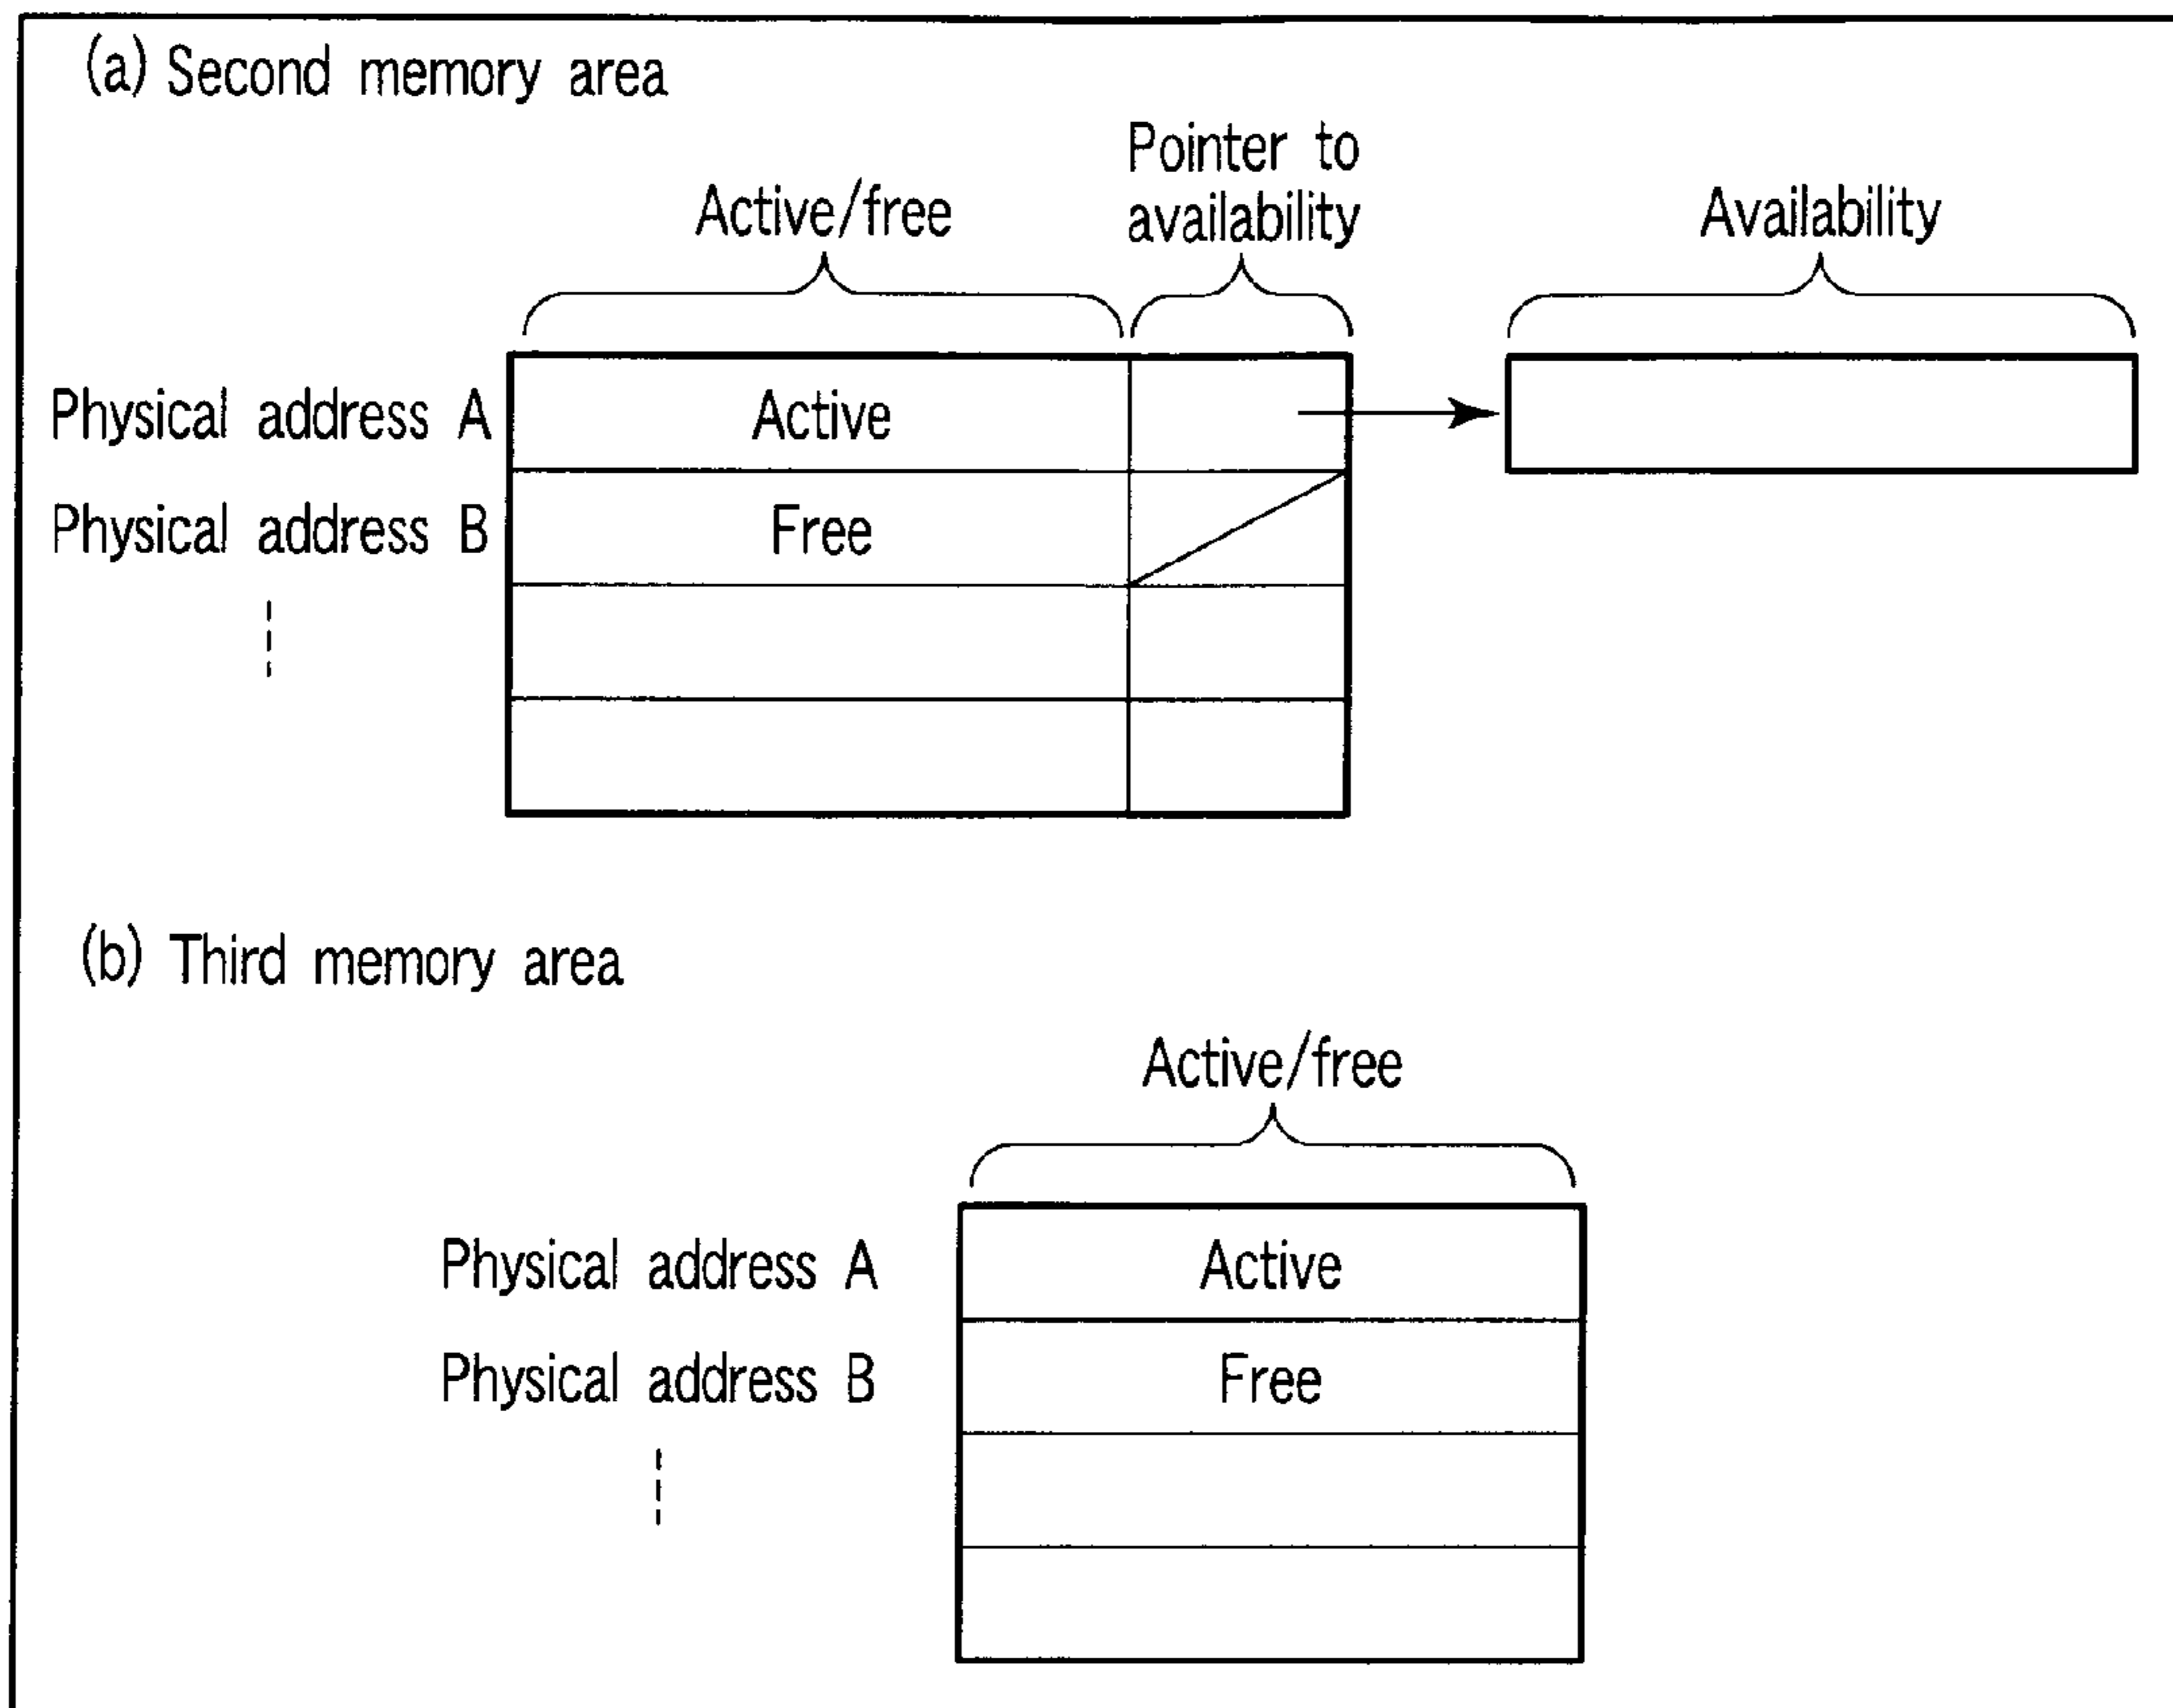 (a) Second memory area
Pointer to
Active/free availability Availability
Physical address A Active
Physical address B Free
(b) Third memory area
Active/free
Physical address A Active
Physical address B Free